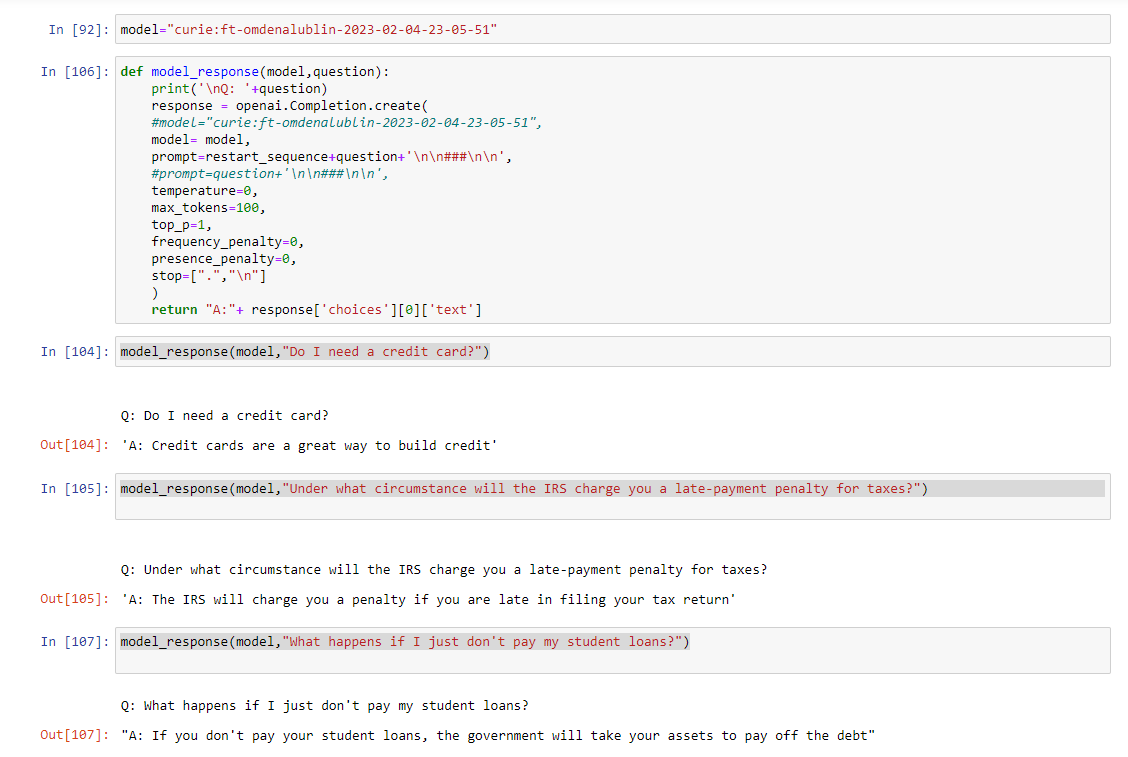 In [92]: model="curie:ft-omdenalublin-2023-02-04-23-05-51"
In [106]: def model_response(model,question):
print('\nQ: '+question)
response = openai.Completion.create(
#model="curie:ft-omdenalublin-2023-02-04-23-05-51",
model= model,
prompt=restart_sequence+question+'\n\n###\n\n',
#prompt=question+'\n\n###\n\n',
temperature=0,
max_tokens=100,
top_p=1,
frequency_penalty=0,
presence_penalty=0,
stop=[".","\n"]
)
return "A:"+ response['choices'][0]['text']
In [104]: model_response(model,"Do I need a credit card?")
Q: Do I need a credit card?
Out[104]: 'A: Credit cards are a great way to build credit'
In [105]: model_response(model,"Under what circumstance will the IRS charge you a late-payment penalty for taxes?")
Q: Under what circumstance will the IRS charge you a late-payment penalty for taxes?
Out[105]: 'A: The IRS will charge you a penalty if you are late in filing your tax return'
In [107]: model_response(model,"What happens if I just don't pay my student loans?")
Q: What happens if I just don't pay my student loans?
Out[107]: "A: If you don't pay your student loans, the government will take your assets to pay off the debt"